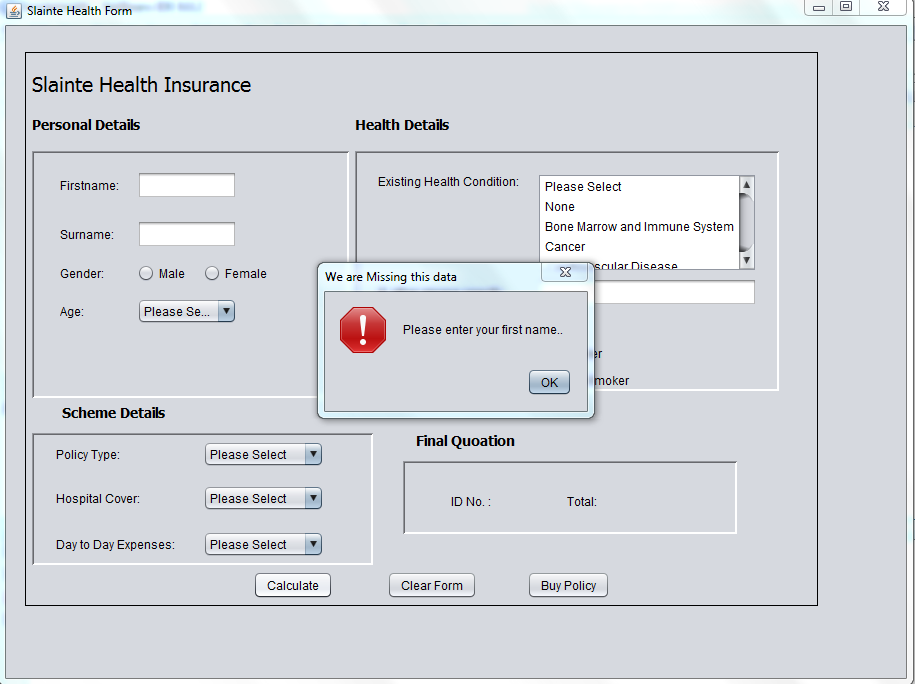 Slainte Health Form
Slainte Health Insurance
Personal Details
Health Details
Firstname:
Surname:
Gender:
Male
Female
Age:
Please Se...
Existing Health Condition:
Please Select
None
Bone Marrow and Immune System
Cancer
scular Disease
We are Missing this data
Please enter your first name..
OK
er
moker
Scheme Details
Policy Type:
Please Select
Hospital Cover:
Please Select
Day to Day Expenses:
Please Select
Final Quoation
ID No. :
Total:
Calculate
Clear Form
Buy Policy